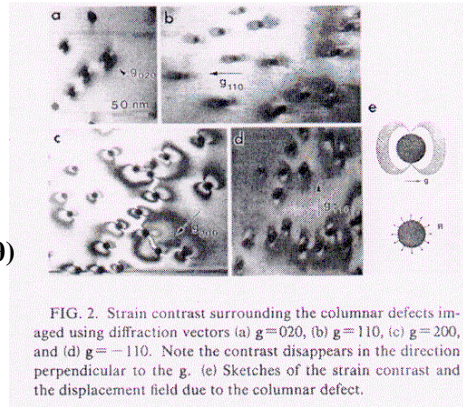 a
b
g020
g110
50 nm
e
c
d
g
0)
R
FIG. 2. Strain contrast surrounding the columnar defects im-
aged using diffraction vectors (a) g=020, (b) g=110, (c) g=200,
and (d) g= −110. Note the contrast disappears in the direction
perpendicular to the g. (e) Sketches of the strain contrast and
the displacement field due to the columnar defect.